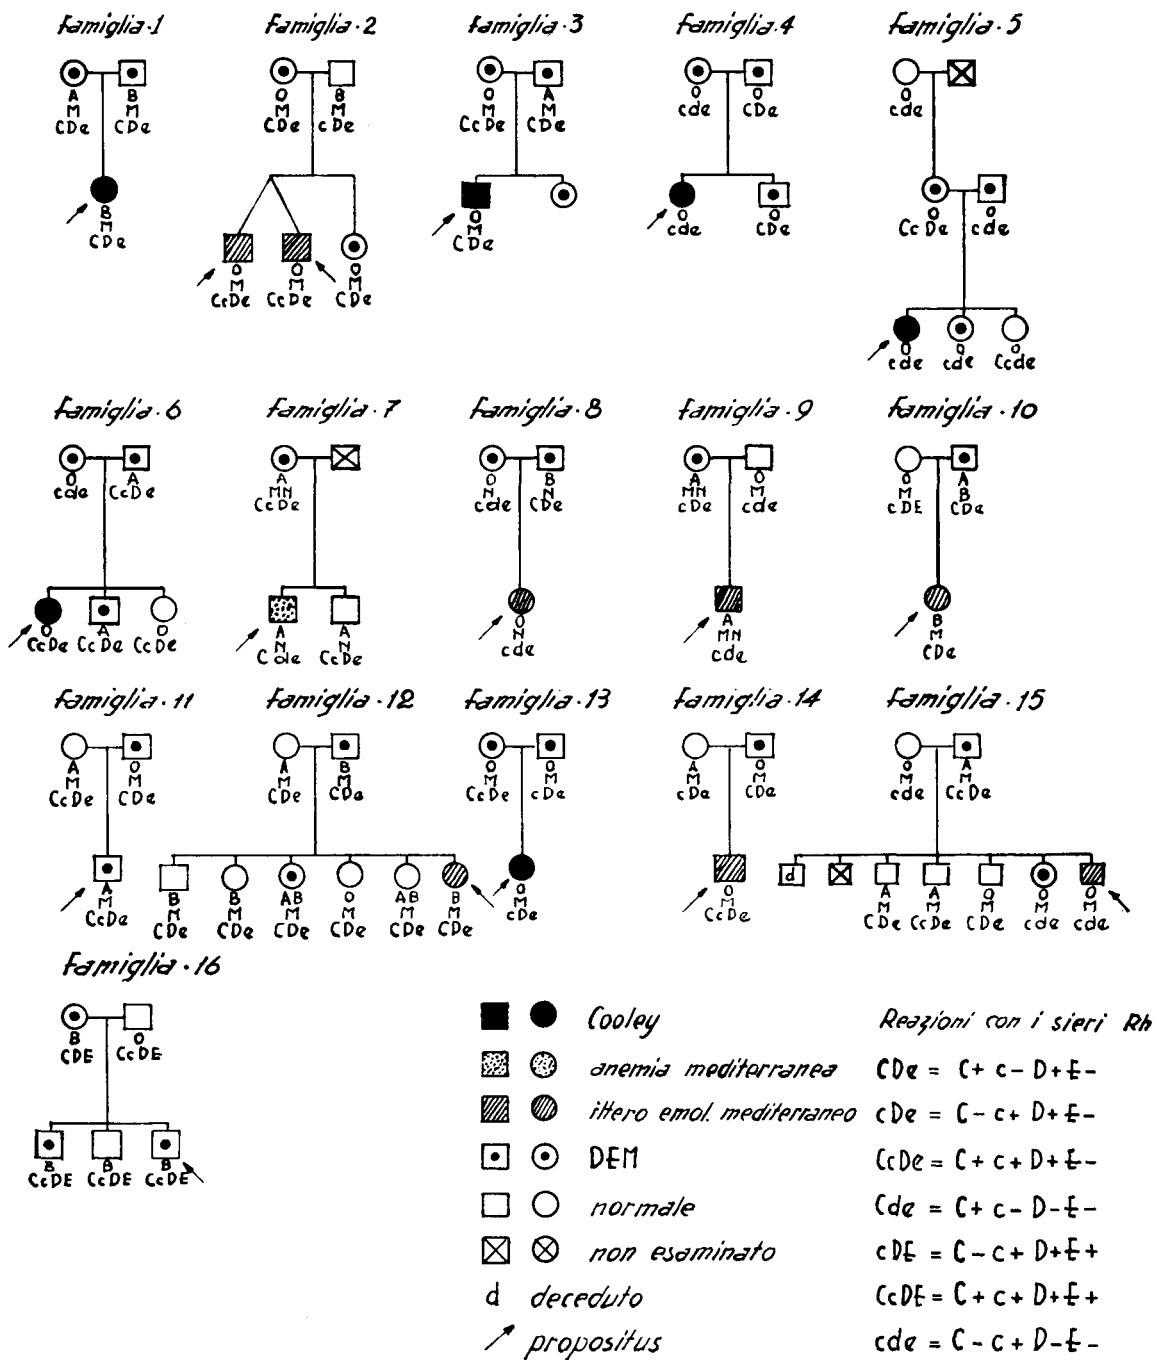 Famiglia·1 Famiglia·2 Famiglia·3 Famiglia·4 Famiglia·5
A B O B O A O O O
M M M M M M cde CDe cde
CDe CDe CDe cDe CcDe CDe
B O O O O
M M cde CDe CcDe cde
CDe CDe
O O O
M M M
CcDe CcDe CDe
O O O
cde cde Ccde
Famiglia·6 Famiglia·7 Famiglia·8 Famiglia·9 Famiglia·10
O A A O B A O O A
cde CcDe MN N N MN M M B
CcDe cde CDe cDe cde cDE CDe
O A O A A O A B
CcDe CcDe CcDe N N N MN M
Cde CcDe cde cde CDe
Famiglia·11 Famiglia·12 Famiglia·13 Famiglia·14 Famiglia·15
A O A B O O A O O A
M M M M M M M M M M
CcDe CDe CDe CDe CcDe cDe cDe CDe cde CcDe
d
A B B AB O AB B O O A A O O O
M M M M M M M M M M M M M M
CcDe CDe CDe CDe CDe CDe CDe cDe CcDe CDe CcDe CDe cde cde
Famiglia·16
B O
CDE CcDE
B B B
CcDE CcDE CcDE
Cooley Reazioni con i sieri Rh
anemia mediterranea CDe = C+ c- D+ E-
ittero emol. mediterraneo cDe = C- c+ D+ E-
DEM CcDe = C+ c+ D+ E-
normale Cde = C+ c- D- E-
non esaminato cDE = C- c+ D+ E+
d deceduto CcDE = C+ c+ D+ E+
propositus cde = C- c+ D- E-